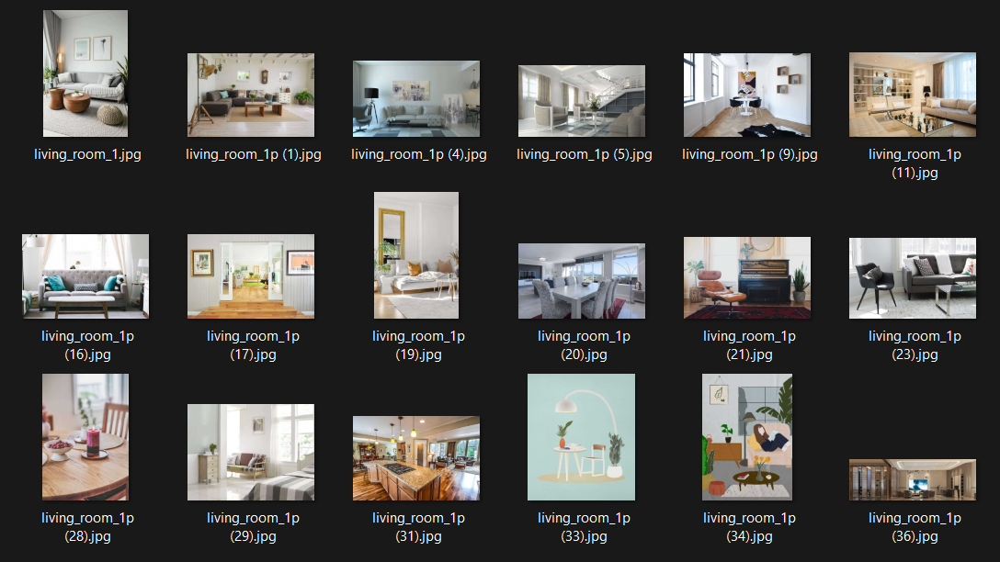 living_room_1.jpg
living_room_1p (1).jpg
living_room_1p (4).jpg
living_room_1p (5).jpg
living_room_1p (9).jpg
living_room_1p
(11).jpg
living_room_1p
(16).jpg
living_room_1p
(17).jpg
living_room_1p
(19).jpg
living_room_1p
(20).jpg
living_room_1p
(21).jpg
living_room_1p
(23).jpg
living_room_1p
(28).jpg
living_room_1p
(29).jpg
living_room_1p
(31).jpg
living_room_1p
(33).jpg
living_room_1p
(34).jpg
living_room_1p
(36).jpg